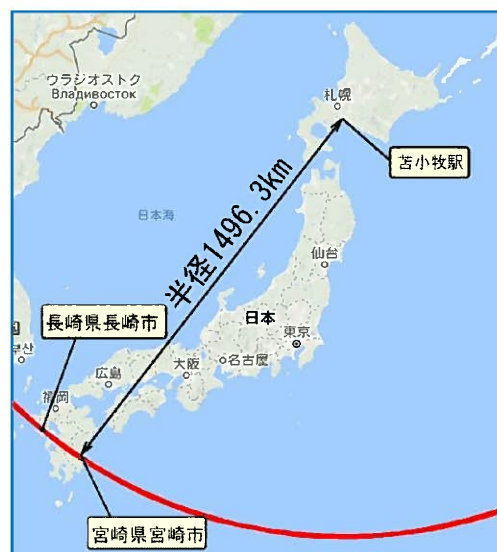 ウラジオストク
Владивосток
札幌
苫小牧駅
日本海
半径1496.3km
仙台
長崎県長崎市
日本
東京
名古屋
大阪
広島
福岡
부산
宮崎県宮崎市